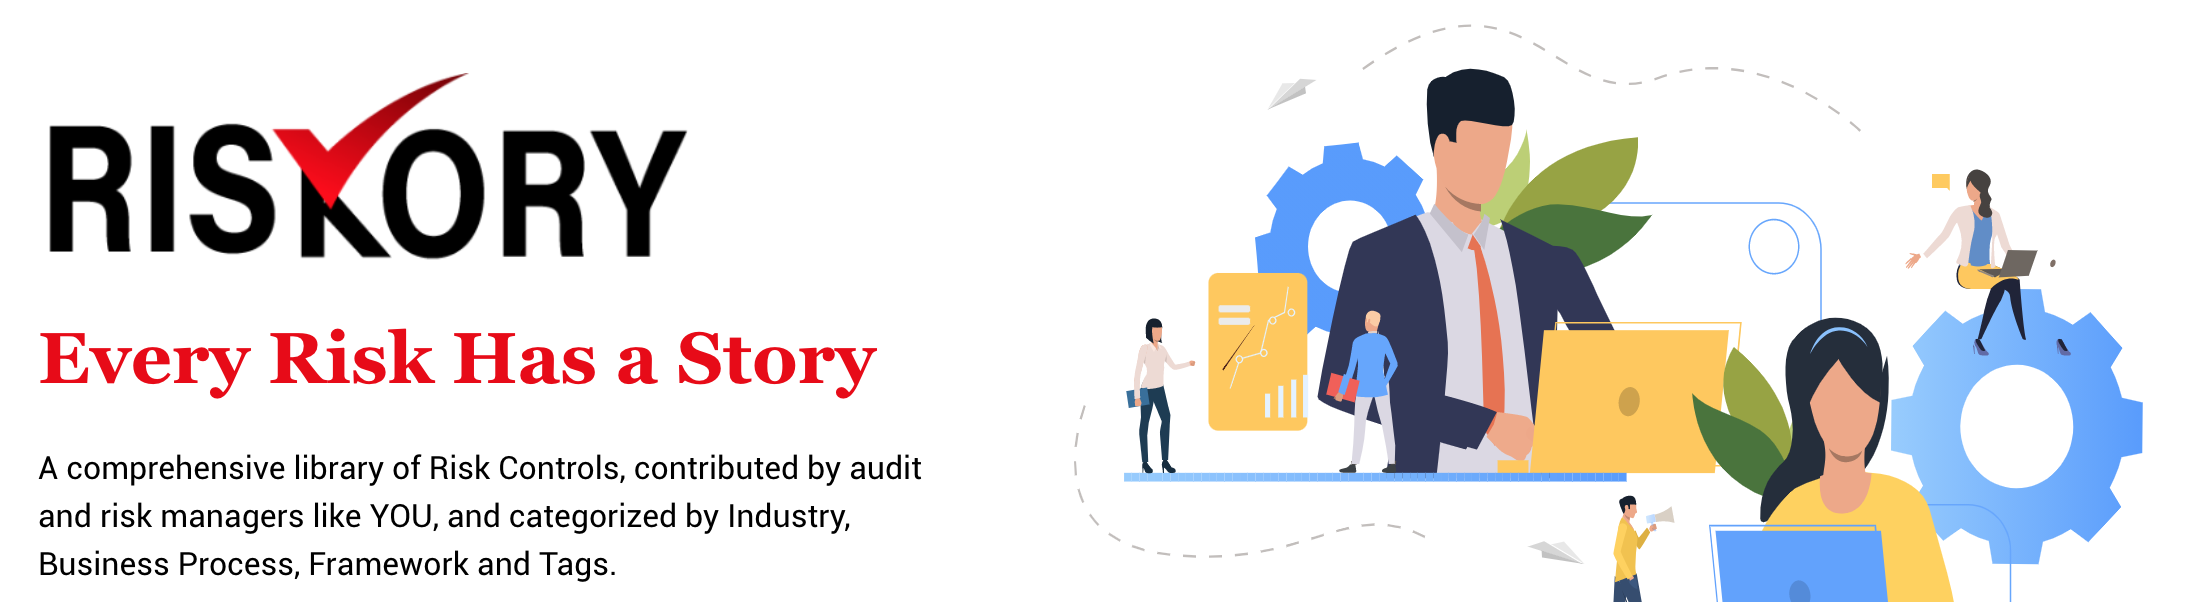 RISKORY
Every Risk Has a Story
A comprehensive library of Risk Controls, contributed by audit
and risk managers like YOU, and categorized by Industry,
Business Process, Framework and Tags.